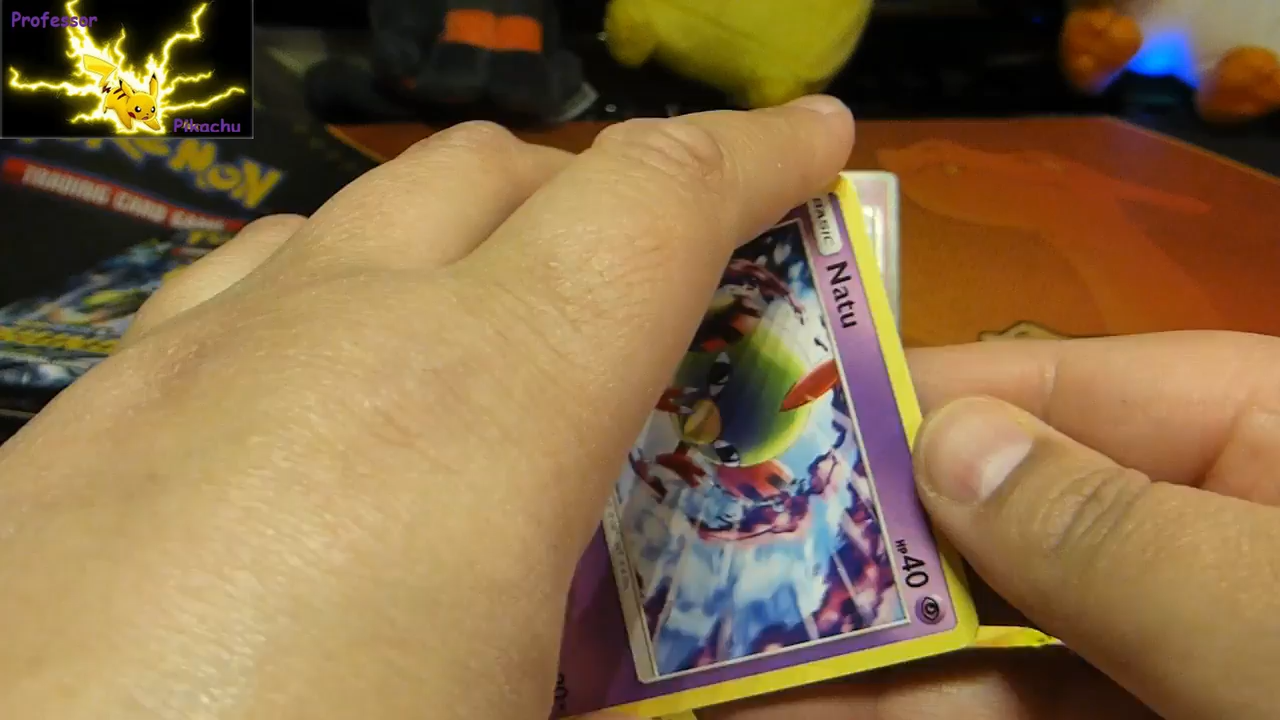 Professor
Pikachu
POKÉMON
TRADING CARD GAME
BASIC
Natu
HP 40